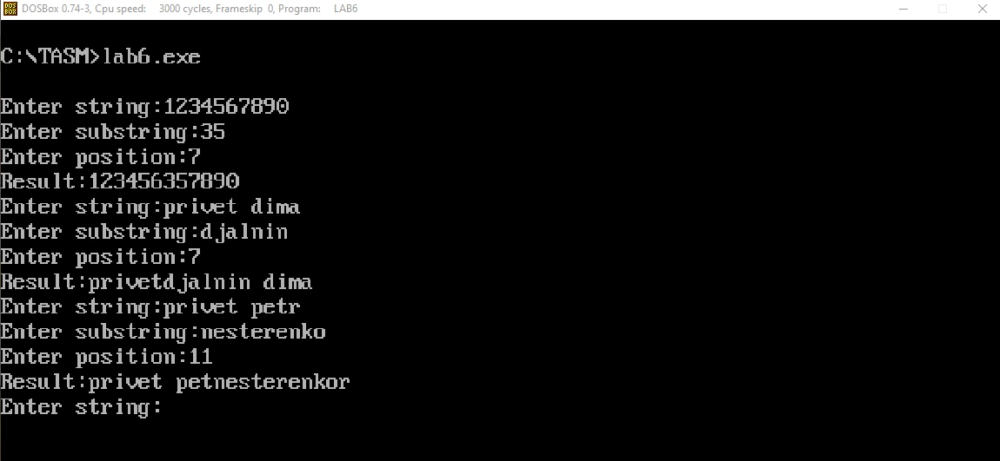 DOSBox 0.74-3, Cpu speed: 3000 cycles, Frameskip 0, Program: LAB6
C:\TASM>lab6.exe
Enter string:1234567890
Enter substring:35
Enter position:7
Result:123456357890
Enter string:privet dima
Enter substring:djalnin
Enter position:7
Result:privetdjalnin dima
Enter string:privet petr
Enter substring:nesterenko
Enter position:11
Result:privet petnesterenkor
Enter string: